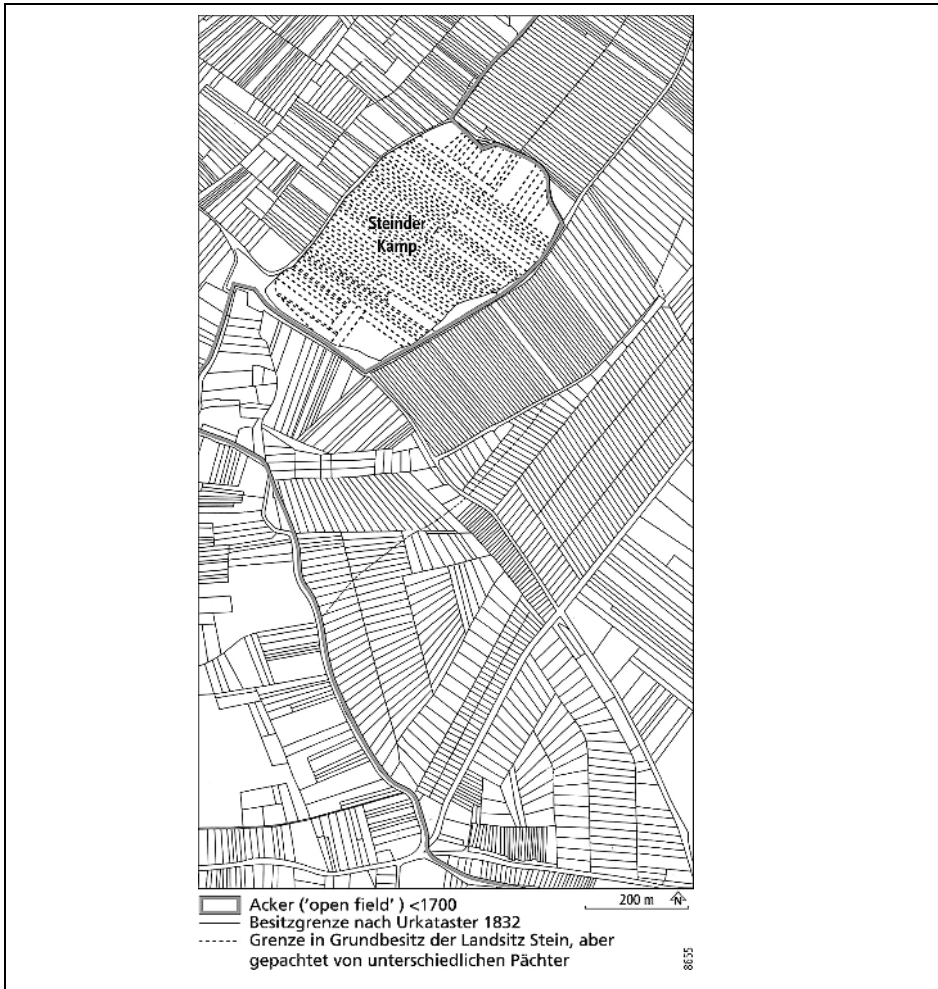 Steinder
Kamp
Acker ('open field' ) <1700
200 m N
Besitzgrenze nach Urkataster 1832
Grenze in Grundbesitz der Landsitz Stein, aber
gepachtet von unterschiedlichen Pächter
8655